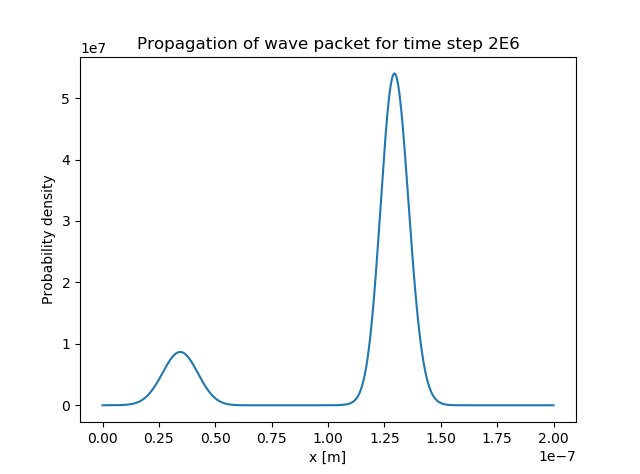 Propagation of wave packet for time step 2E6
1e7
5
4
3
2
1
0
Probability density
0.00 0.25 0.50 0.75 1.00 1.25 1.50 1.75 2.00
x [m]
1e−7